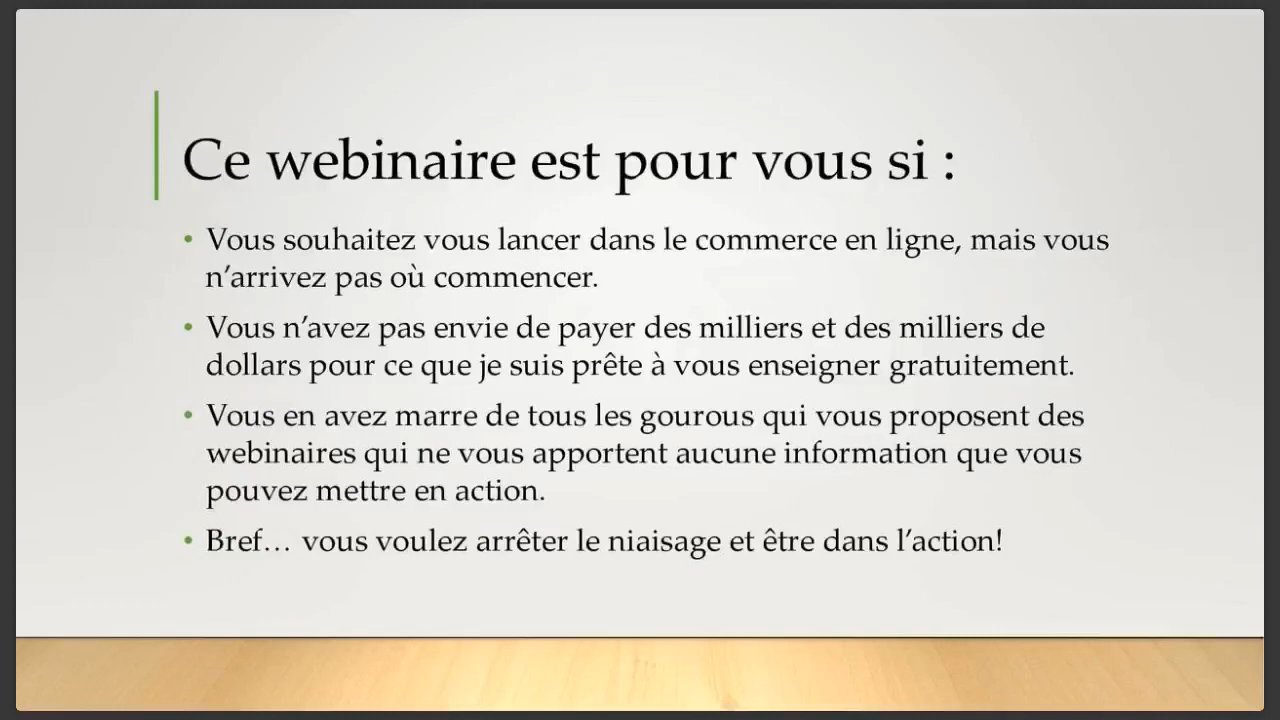 Ce webinaire est pour vous si :
• Vous souhaitez vous lancer dans le commerce en ligne, mais vous
n’arrivez pas où commencer.
• Vous n’avez pas envie de payer des milliers et des milliers de
dollars pour ce que je suis prête à vous enseigner gratuitement.
• Vous en avez marre de tous les gourous qui vous proposent des
webinaires qui ne vous apportent aucune information que vous
pouvez mettre en action.
• Bref… vous voulez arrêter le niaisage et être dans l’action!